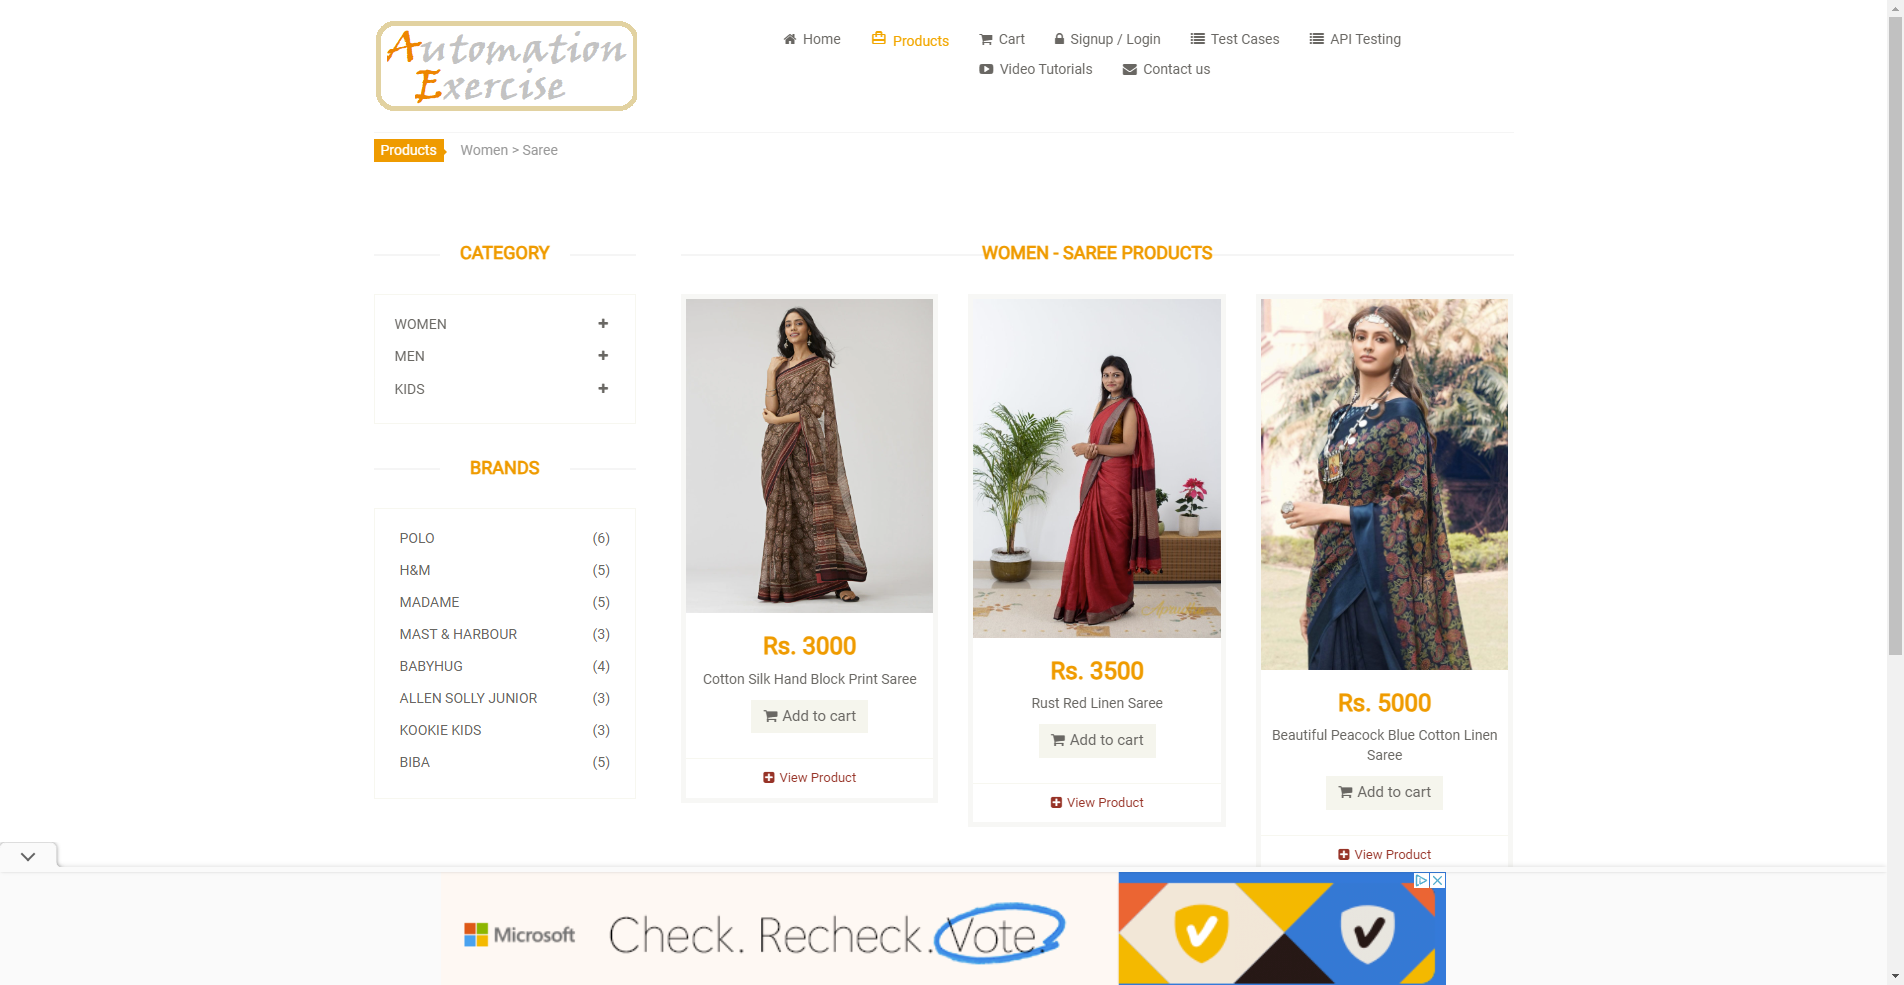 Automation
Exercise
Home
Products
Cart
Signup / Login
Test Cases
API Testing
Video Tutorials
Contact us
Products
Women > Saree
CATEGORY
WOMEN
MEN
KIDS
BRANDS
POLO (6)
H&M (5)
MADAME (5)
MAST & HARBOUR (3)
BABYHUG (4)
ALLEN SOLLY JUNIOR (3)
KOOKIE KIDS (3)
BIBA (5)
WOMEN - SAREE PRODUCTS
Rs. 3000
Cotton Silk Hand Block Print Saree
Add to cart
View Product
Rs. 3500
Rust Red Linen Saree
Add to cart
View Product
Rs. 5000
Beautiful Peacock Blue Cotton Linen
Saree
Add to cart
View Product
Microsoft
Check. Recheck. Vote.